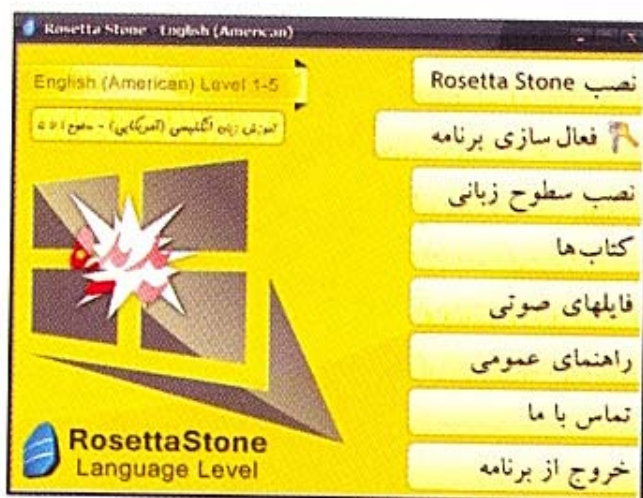 Rosetta Stone - English (American)
English (American) Level 1-5
آموزش زبان انگلیسی (آمریکایی) - سطوح ۱ تا ۵
نصب Rosetta Stone
فعال سازی برنامه
نصب سطوح زبانی
کتاب‌ها
فایلهای صوتی
راهنمای عمومی
تماس با ما
خروج از برنامه
RosettaStone
Language Level